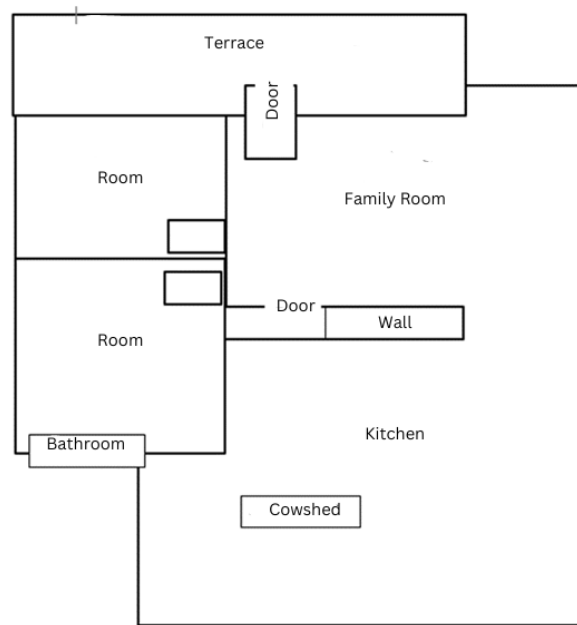 Terrace
Door
Room
Family Room
Door
Wall
Room
Kitchen
Bathroom
Cowshed